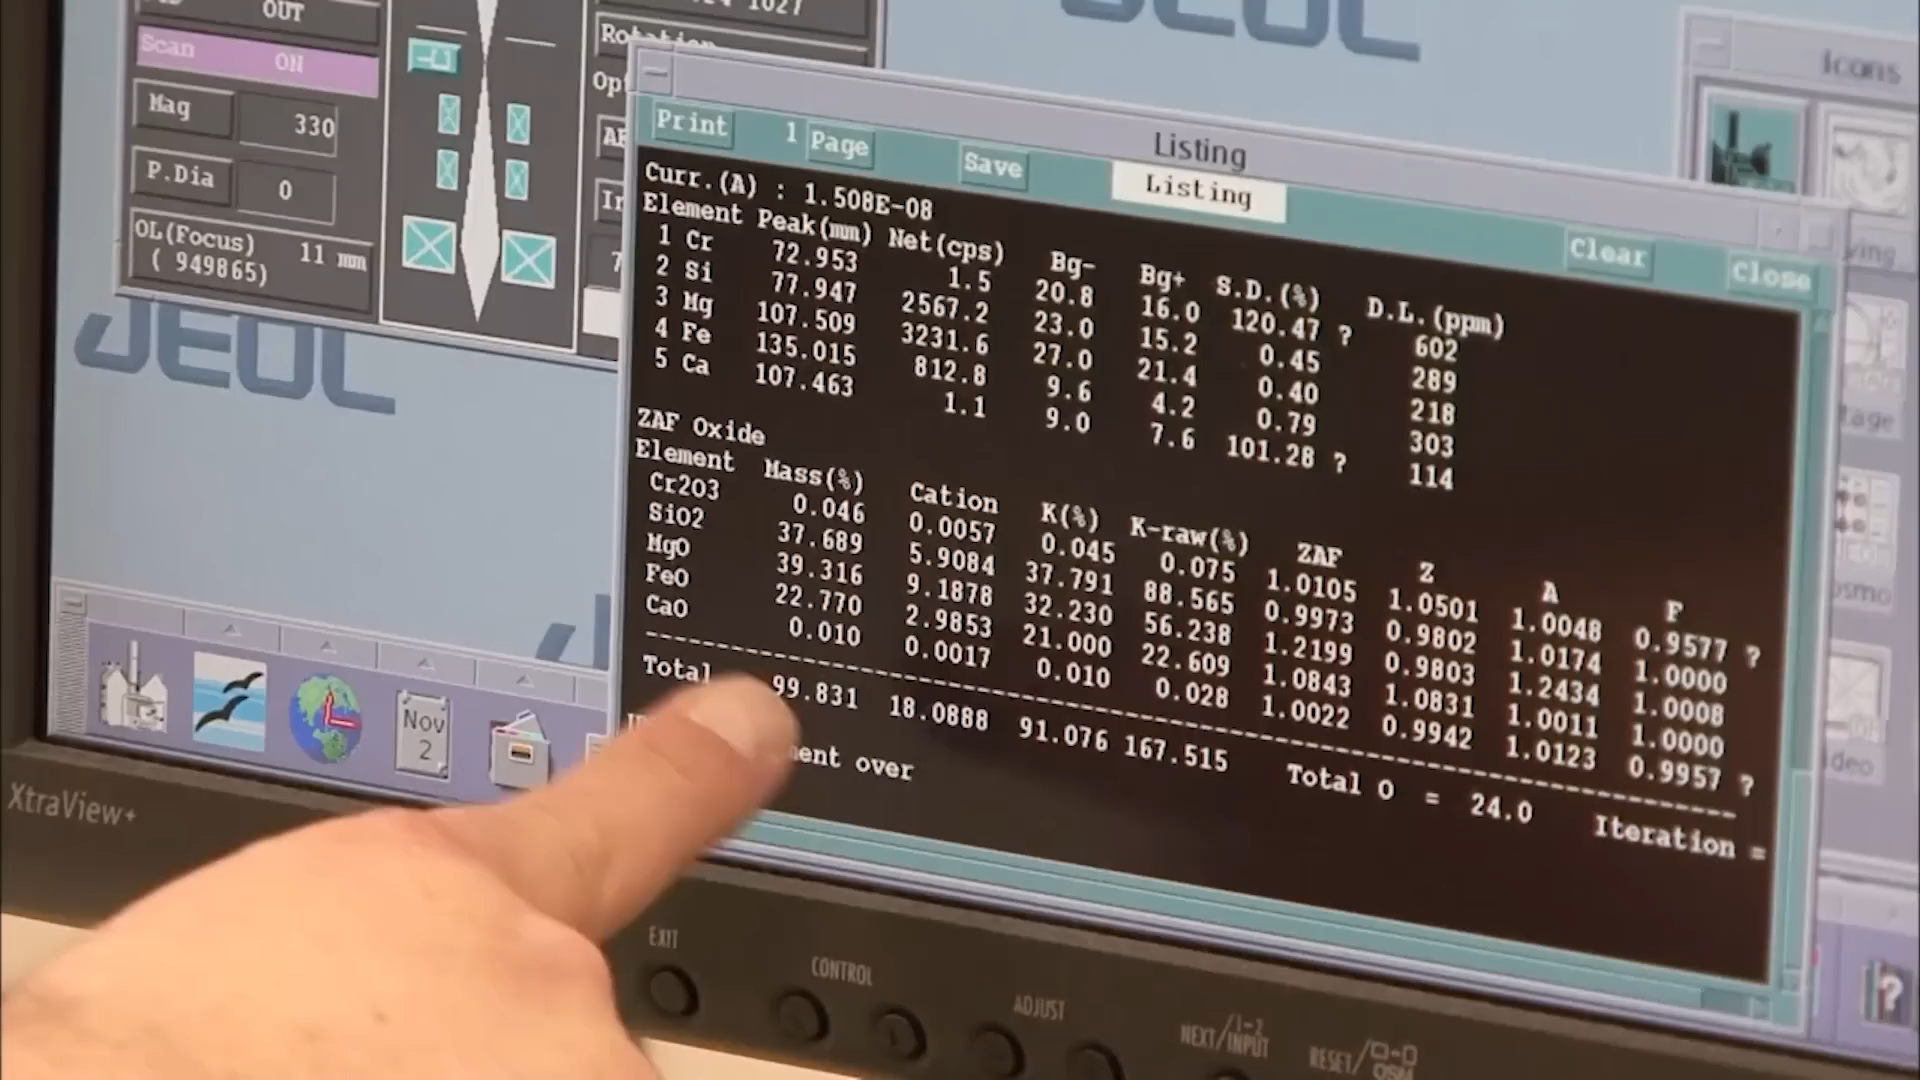 OUT
Scan ON
Mag 330
P.Dia 0
OL(Focus) 11 mm
( 949865)
1027
JEOL
JEOL
Icons
Listing
Print 1 Page Save Listing Clear Close
Curr.(A) : 1.508E-08
Element Peak(mm) Net(cps) Bg- Bg+ S.D.(%) D.L.(ppm)
1 Cr 72.953 1.5 20.8 16.0 120.47 ? 602
2 Si 77.947 2567.2 23.0 15.2 0.45 289
3 Mg 107.509 3231.6 27.0 21.4 0.40 218
4 Fe 135.015 812.8 9.6 4.2 0.79 303
5 Ca 107.463 1.1 9.0 7.6 101.28 ? 114
ZAF Oxide
Element Mass(%) Cation K(%) K-raw(%) ZAF Z A F
Cr2O3 0.046 0.0057 0.045 0.075 1.0105 1.0501 1.0048 0.9577 ?
SiO2 37.689 5.9084 37.791 88.565 0.9973 0.9802 1.0174 1.0000
MgO 39.316 9.1878 32.230 56.238 1.2199 0.9803 1.2434 1.0008
FeO 22.770 2.9853 21.000 22.609 1.0843 1.0831 1.0011 1.0000
CaO 0.010 0.0017 0.010 0.028 1.0022 0.9942 1.0123 0.9957 ?
Total 99.831 18.0888 91.076 167.515 Total O = 24.0 Iteration =
over
Nov
2
XtraView+
EXIT
CONTROL
ADJUST
NEXT/INPUT
1-2
RESET/
OSM